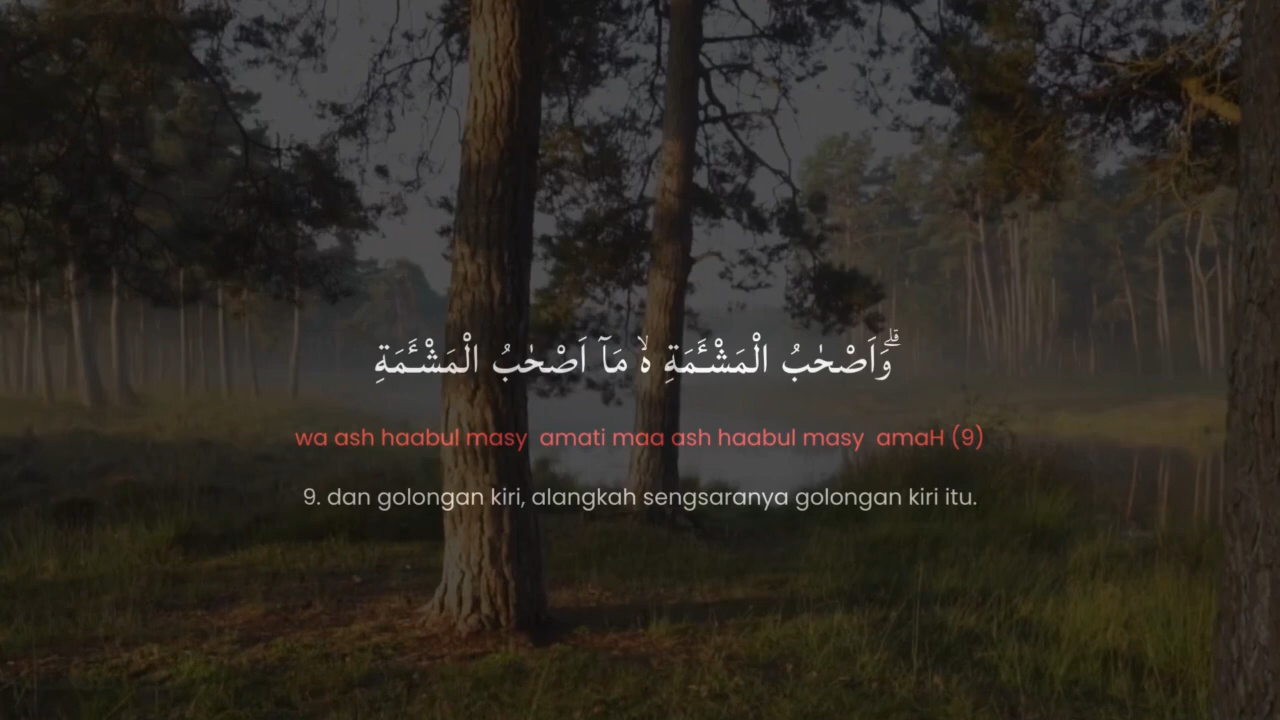 وَاَصْحٰبُ الْمَشْـَٔمَةِ ەۙ مَآ اَصْحٰبُ الْمَشْـَٔمَةِ ۗ
wa ash haabul masy  amati maa ash haabul masy  amaH (9)
9. dan golongan kiri, alangkah sengsaranya golongan kiri itu.